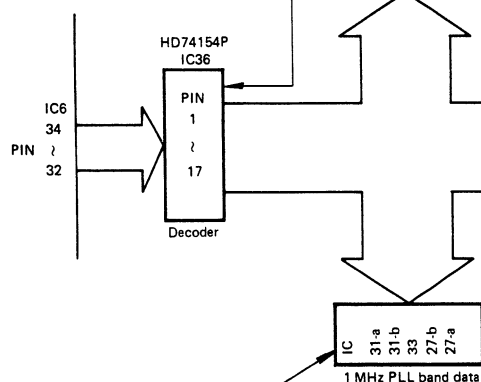 HD74154P
IC36
PIN
1
~
17
Decoder
IC6
34
PIN ~
32
IC
31-a
31-b
33
27-b
27-a
1 MHz PLL band data